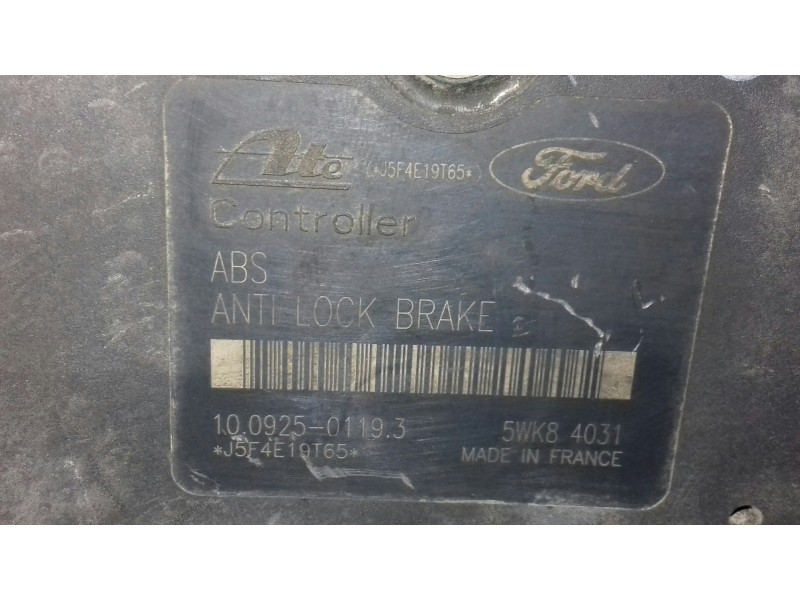 Ate (*J5F4E19T65*) Ford
Controller
ABS
ANTI LOCK BRAKE
10.0925-0119.3 5WK8 4031
*J5F4E19T65* MADE IN FRANCE